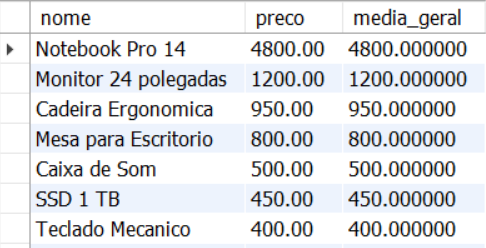 nome preco media_geral
Notebook Pro 14 4800.00 4800.000000
Monitor 24 polegadas 1200.00 1200.000000
Cadeira Ergonomica 950.00 950.000000
Mesa para Escritorio 800.00 800.000000
Caixa de Som 500.00 500.000000
SSD 1 TB 450.00 450.000000
Teclado Mecanico 400.00 400.000000